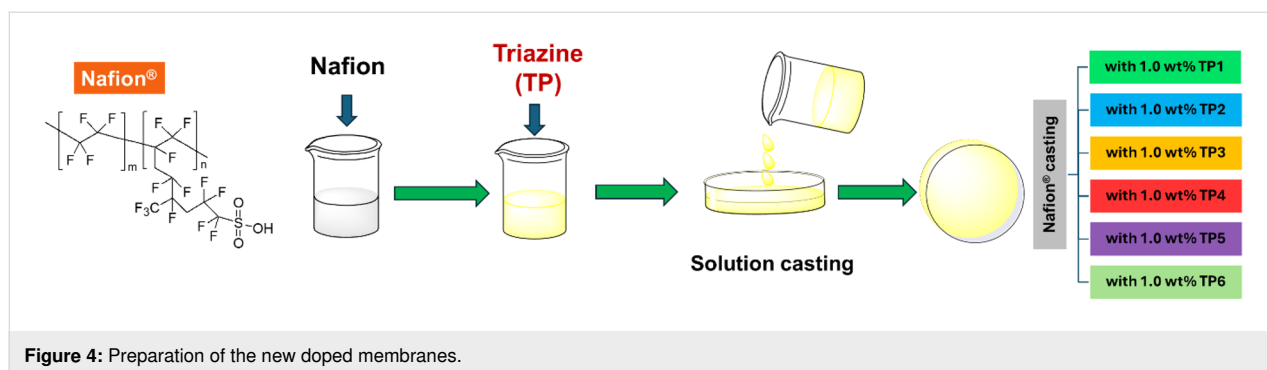 Nafion®
F
F
F
F
F
F
F
F
m
n
F
F
F
F
F₃C
F
F
F
F
S
O
O
OH
Nafion
Triazine
(TP)
Solution casting
Nafion® casting
with 1.0 wt% TP1
with 1.0 wt% TP2
with 1.0 wt% TP3
with 1.0 wt% TP4
with 1.0 wt% TP5
with 1.0 wt% TP6
Figure 4: Preparation of the new doped membranes.